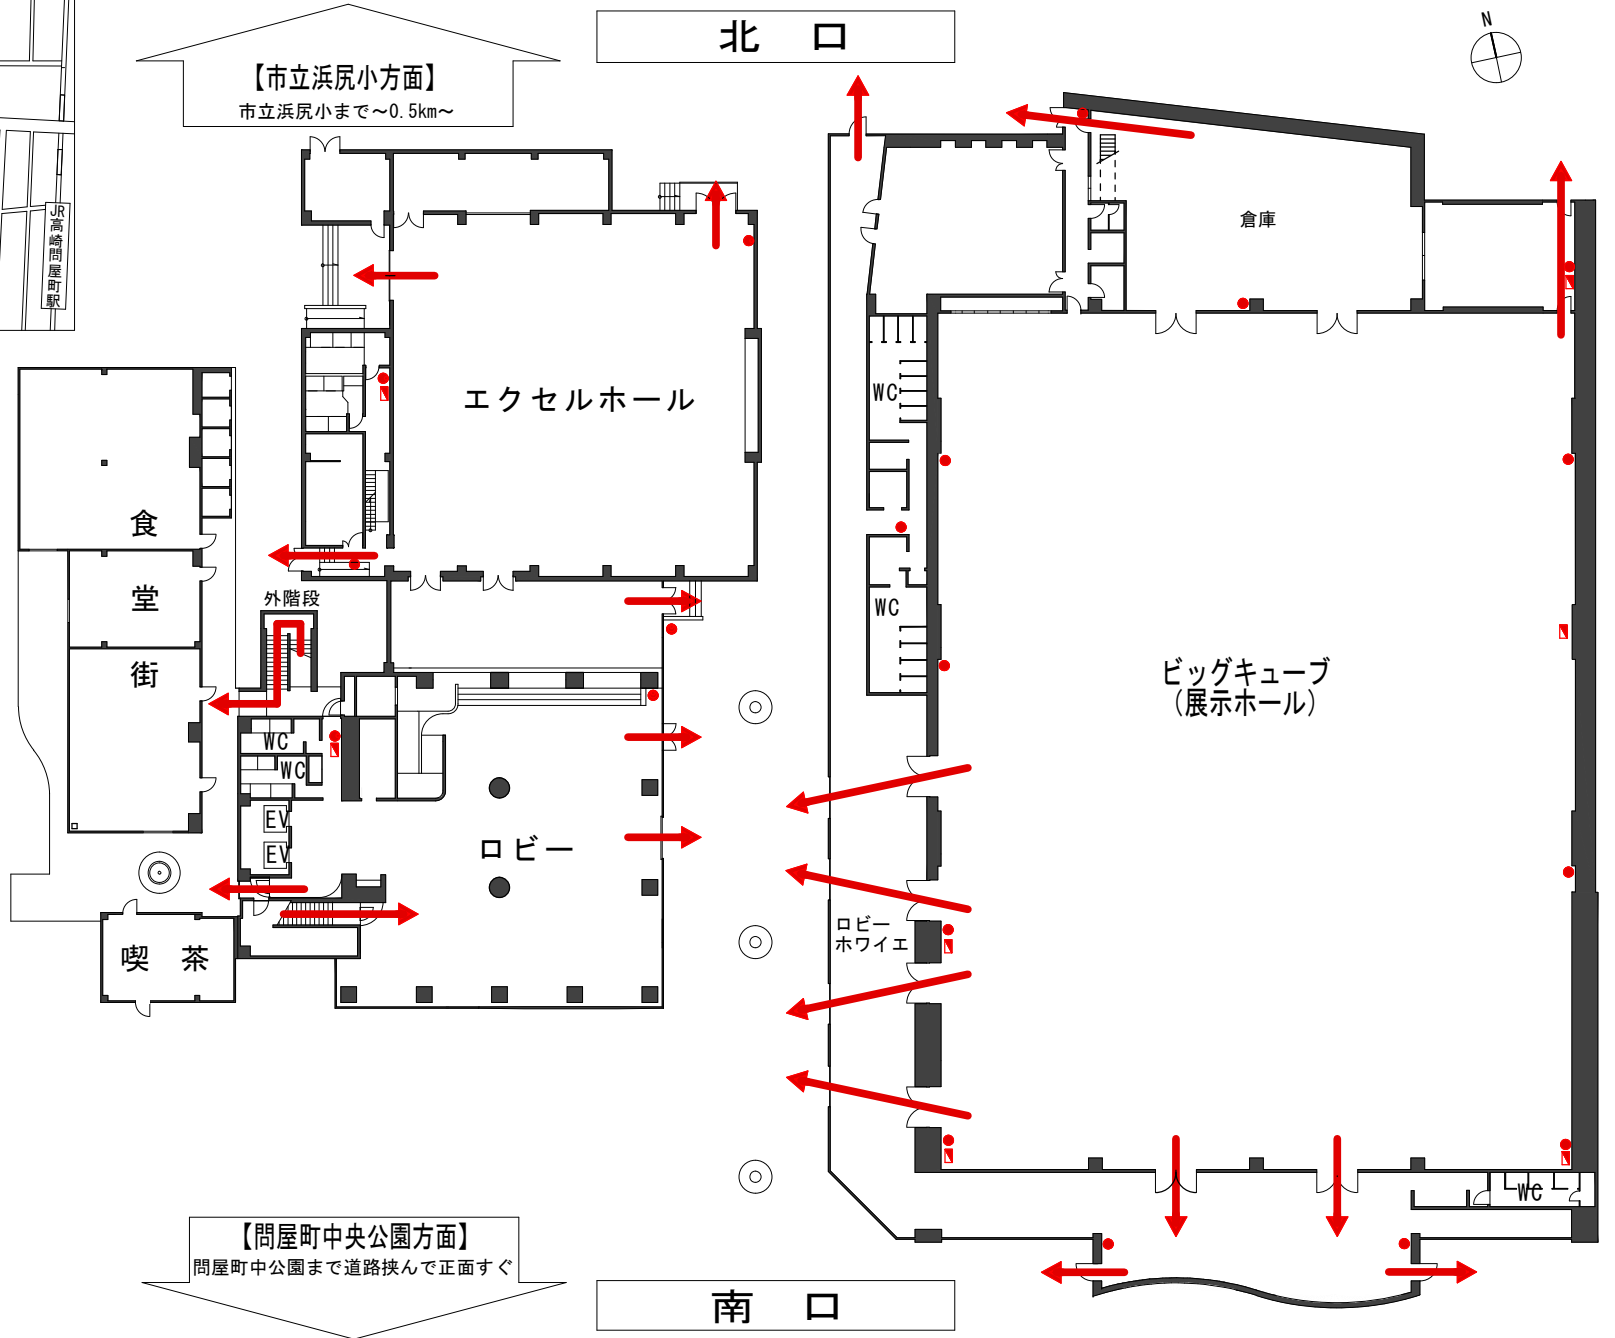 北 口
N
【市立浜尻小方面】
市立浜尻小まで～0.5km～
JR高崎問屋町駅
倉庫
エクセルホール
WC
食
堂
街
外階段
WC
ビッグキューブ
(展示ホール)
WC
WC
EV
EV
ロビー
ロビー
ホワイエ
喫 茶
WC
【問屋町中央公園方面】
問屋町中公園まで道路挟んで正面すぐ
南 口